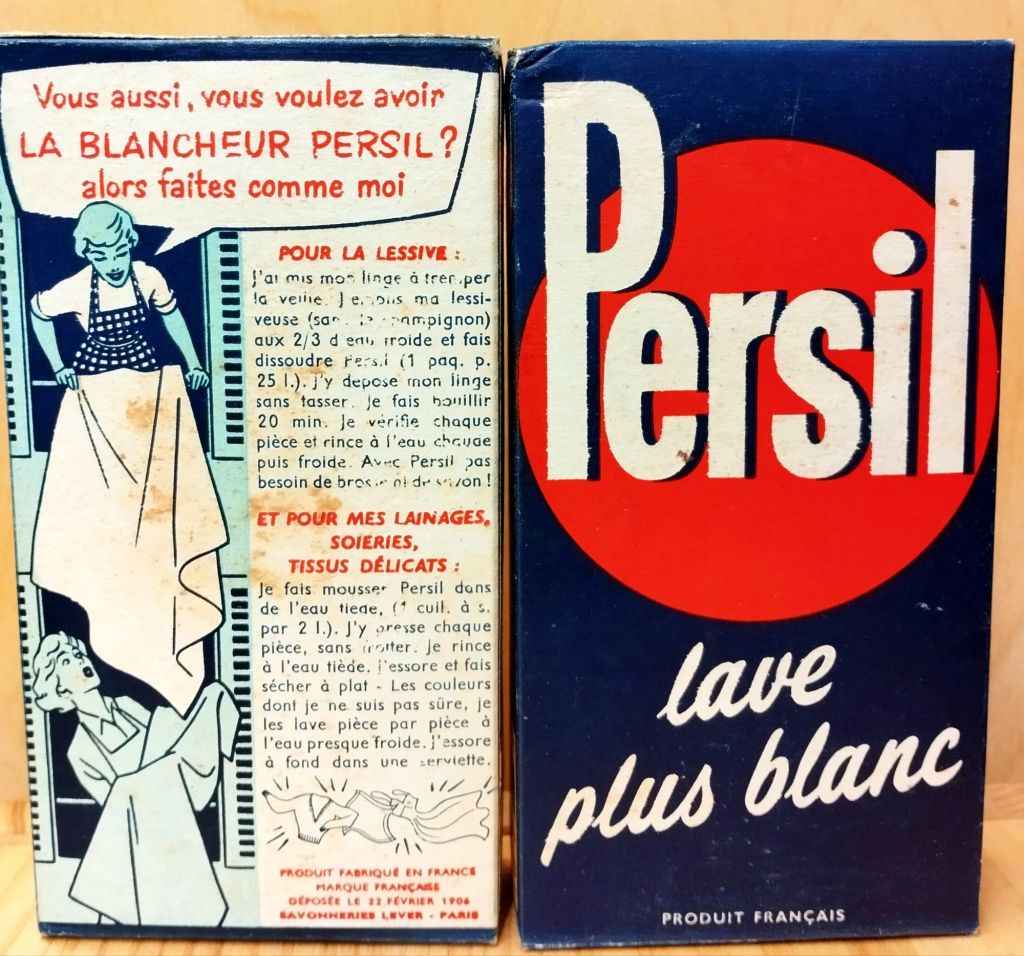 Vous aussi, vous voulez avoir
LA BLANCHEUR PERSIL?
alors faites comme moi
POUR LA LESSIVE :
J'ai mis mon linge à tremper
la veille. J'emplis ma lessi-
veuse (sans le champignon)
aux 2/3 d'eau froide et fais
dissoudre Persil (1 paq. p.
25 l.). J'y dépose mon linge
sans tasser. Je fais bouillir
20 min. Je vérifie chaque
pièce et rince à l'eau chaude
puis froide. Avec Persil pas
besoin de brosse ni de savon !
ET POUR MES LAINAGES,
SOIERIES,
TISSUS DÉLICATS :
Je fais mousser Persil dans
de l'eau tiède, (1 cuil. à s.
par 2 l.). J'y presse chaque
pièce, sans frotter. Je rince
à l'eau tiède. J'essore et fais
sécher à plat - Les couleurs
dont je ne suis pas sûre, je
les lave pièce par pièce à
l'eau presque froide. J'essore
à fond dans une serviette.
PRODUIT FABRIQUÉ EN FRANCE
MARQUE FRANÇAISE
DÉPOSÉE LE 22 FÉVRIER 1906
SAVONNERIES LEVER - PARIS
Persil
lave
plus blanc
PRODUIT FRANÇAIS